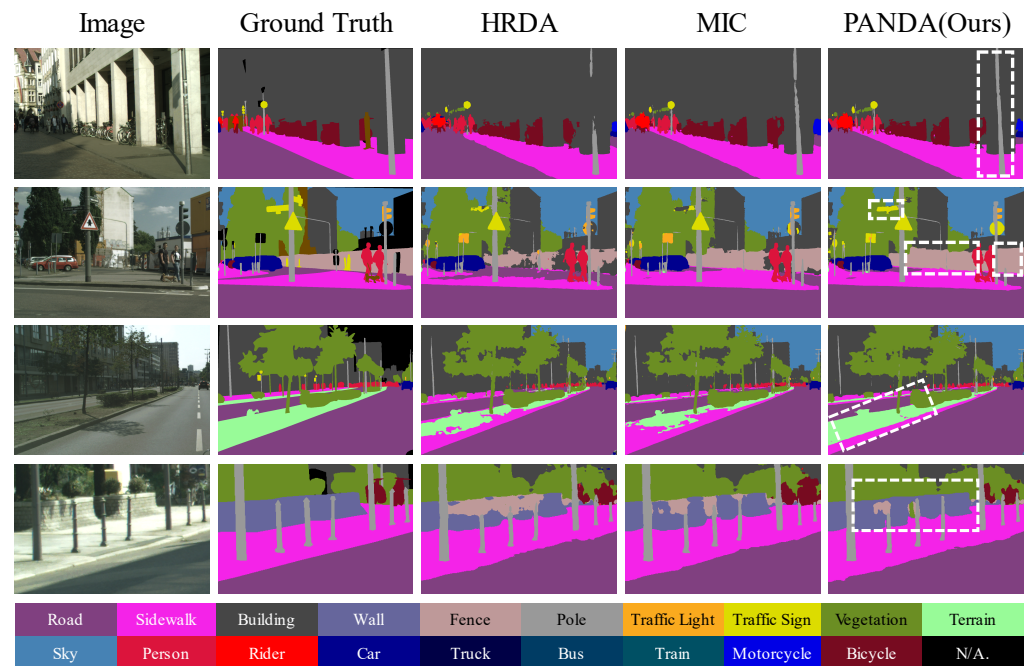 Image Ground Truth HRDA MIC PANDA(Ours)
Road Sidewalk Building Wall Fence Pole Traffic Light Traffic Sign Vegetation Terrain
Sky Person Rider Car Truck Bus Train Motorcycle Bicycle N/A.